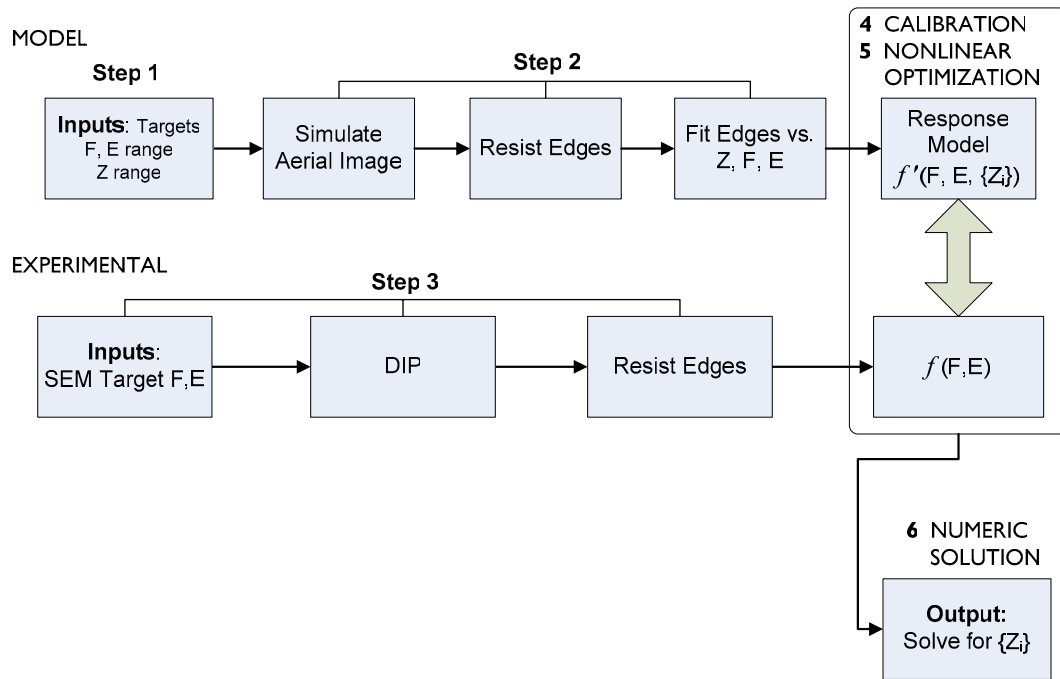 MODEL
Step 1
Inputs: Targets
F, E range
Z range
Step 2
Simulate
Aerial Image
Resist Edges
Fit Edges vs.
Z, F, E
4 CALIBRATION
5 NONLINEAR
OPTIMIZATION
Response
Model
f'(F, E, {Zi})
EXPERIMENTAL
Step 3
Inputs:
SEM Target F,E
DIP
Resist Edges
f(F,E)
6 NUMERIC
SOLUTION
Output:
Solve for {Zi}